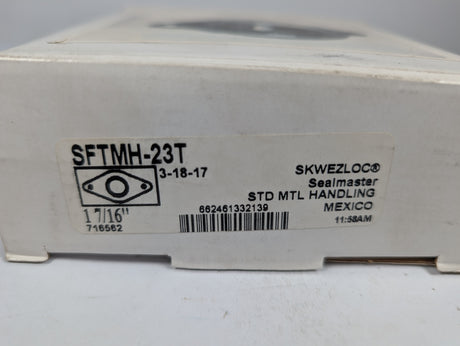 SFTMH-23T
3-18-17
SKWEZLOC®
Sealmaster
STD MTL HANDLING
1 7/16"
662461332139
MEXICO
716562
11:58AM